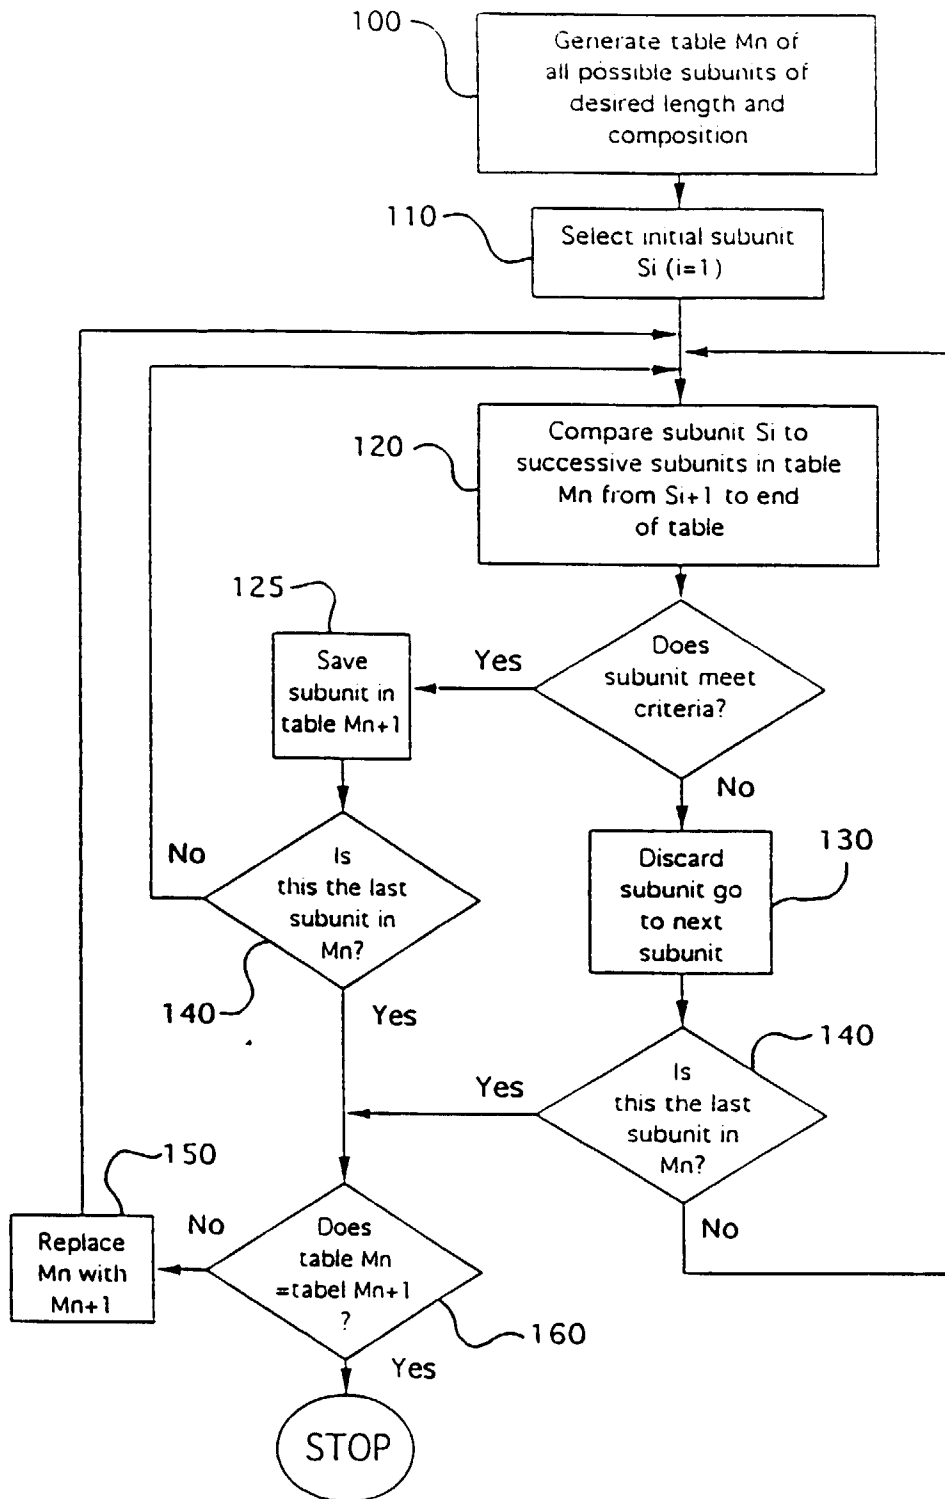 100
Generate table Mn of
all possible subunits of
desired length and
composition
110
Select initial subunit
Si (i=1)
120
Compare subunit Si to
successive subunits in table
Mn from Si+1 to end
of table
125
Save
subunit in
table Mn+1
Yes
Does
subunit meet
criteria?
No
130
Discard
subunit go
to next
subunit
No
Is
this the last
subunit in
Mn?
140
Yes
140
Is
this the last
subunit in
Mn?
Yes
No
150
Replace
Mn with
Mn+1
No
Does
table Mn
=tabel Mn+1
?
160
Yes
STOP